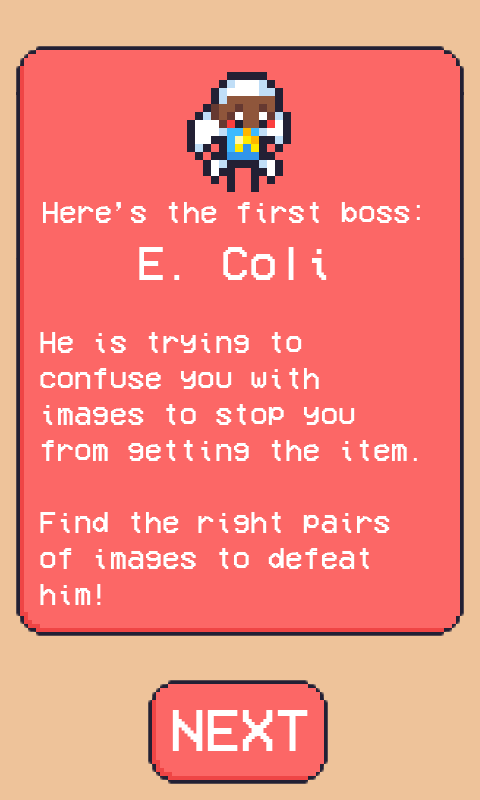 Here's the first boss:
E. Coli
He is trying to
confuse you with
images to stop you
from getting the item.
Find the right pairs
of images to defeat
him!
NEXT